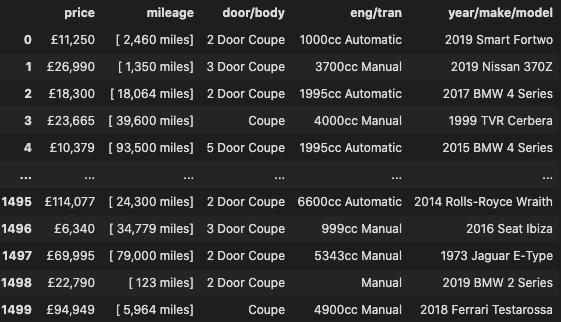 price mileage door/body eng/tran year/make/model
0 £11,250 [ 2,460 miles] 2 Door Coupe 1000cc Automatic 2019 Smart Fortwo
1 £26,990 [ 1,350 miles] 3 Door Coupe 3700cc Manual 2019 Nissan 370Z
2 £18,300 [ 18,064 miles] 2 Door Coupe 1995cc Automatic 2017 BMW 4 Series
3 £23,665 [ 39,600 miles] Coupe 4000cc Manual 1999 TVR Cerbera
4 £10,379 [ 93,500 miles] 5 Door Coupe 1995cc Automatic 2015 BMW 4 Series
... ... ... ... ... ...
1495 £114,077 [ 24,300 miles] 2 Door Coupe 6600cc Automatic 2014 Rolls-Royce Wraith
1496 £6,340 [ 34,779 miles] 3 Door Coupe 999cc Manual 2016 Seat Ibiza
1497 £69,995 [ 79,000 miles] 2 Door Coupe 5343cc Manual 1973 Jaguar E-Type
1498 £22,790 [ 123 miles] 2 Door Coupe Manual 2019 BMW 2 Series
1499 £94,949 [ 5,964 miles] Coupe 4900cc Manual 2018 Ferrari Testarossa